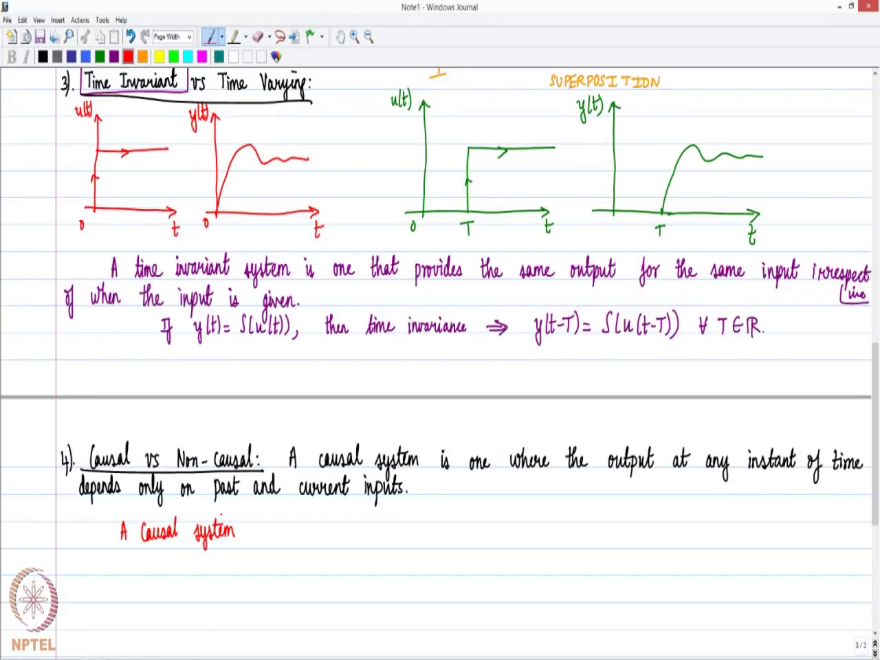 Note1 - Windows Journal
File Edit View Insert Actions Tools Help
Page Width
B I
3). Time Invariant vs Time Varying:
SUPERPOSITION
u(t) y(t) u(t) y(t)
0 t 0 t 0 T t T t
A time invariant system is one that provides the same output for the same input irrespect
ive
of when the input is given.
If y(t)= S(u(t)), then time invariance ⇒ y(t-T)= S(u(t-T)) ∀ T∈ℝ.
4). Causal vs Non-causal: A causal system is one where the output at any instant of time
depends only on past and current inputs.
A causal system
NPTEL
3/3